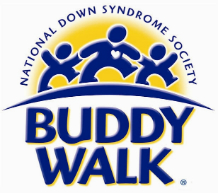 NATIONAL DOWN SYNDROME SOCIETY
BUDDY
WALK®